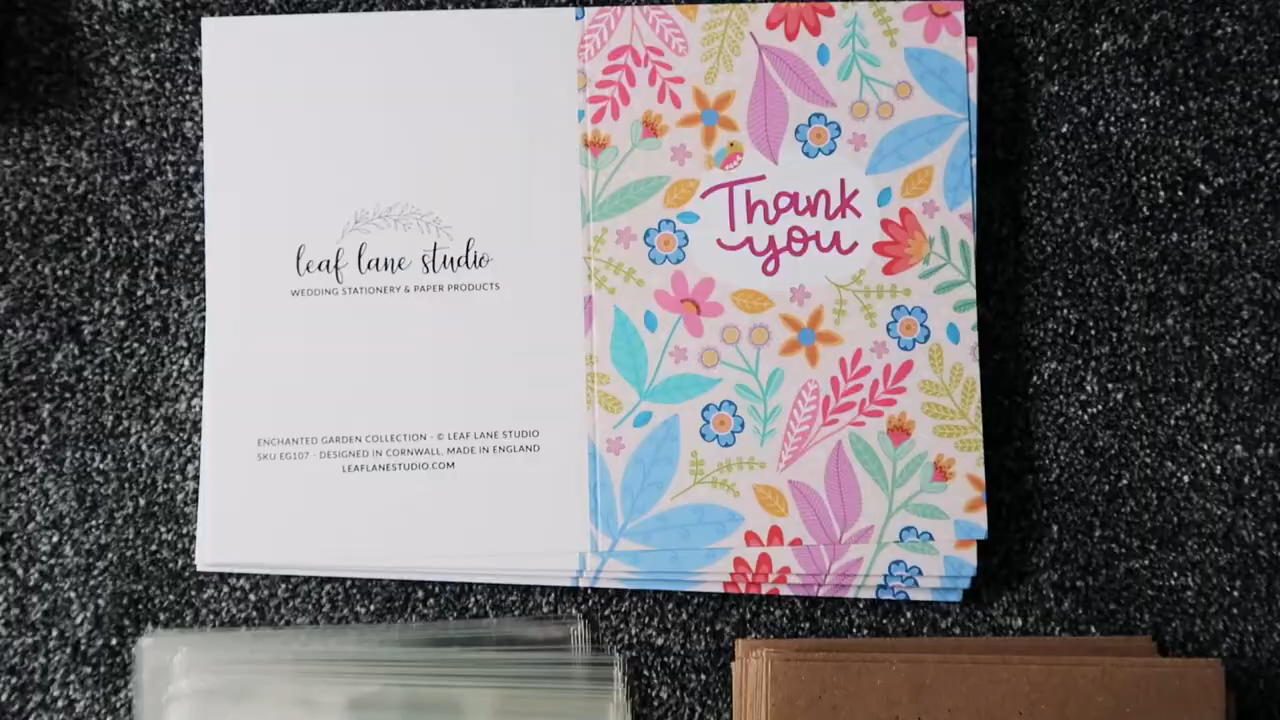 leaf lane studio
WEDDING STATIONERY & PAPER PRODUCTS
ENCHANTED GARDEN COLLECTION - © LEAF LANE STUDIO
SKU EG107 - DESIGNED IN CORNWALL, MADE IN ENGLAND
LEAFLANESTUDIO.COM
Thank
you